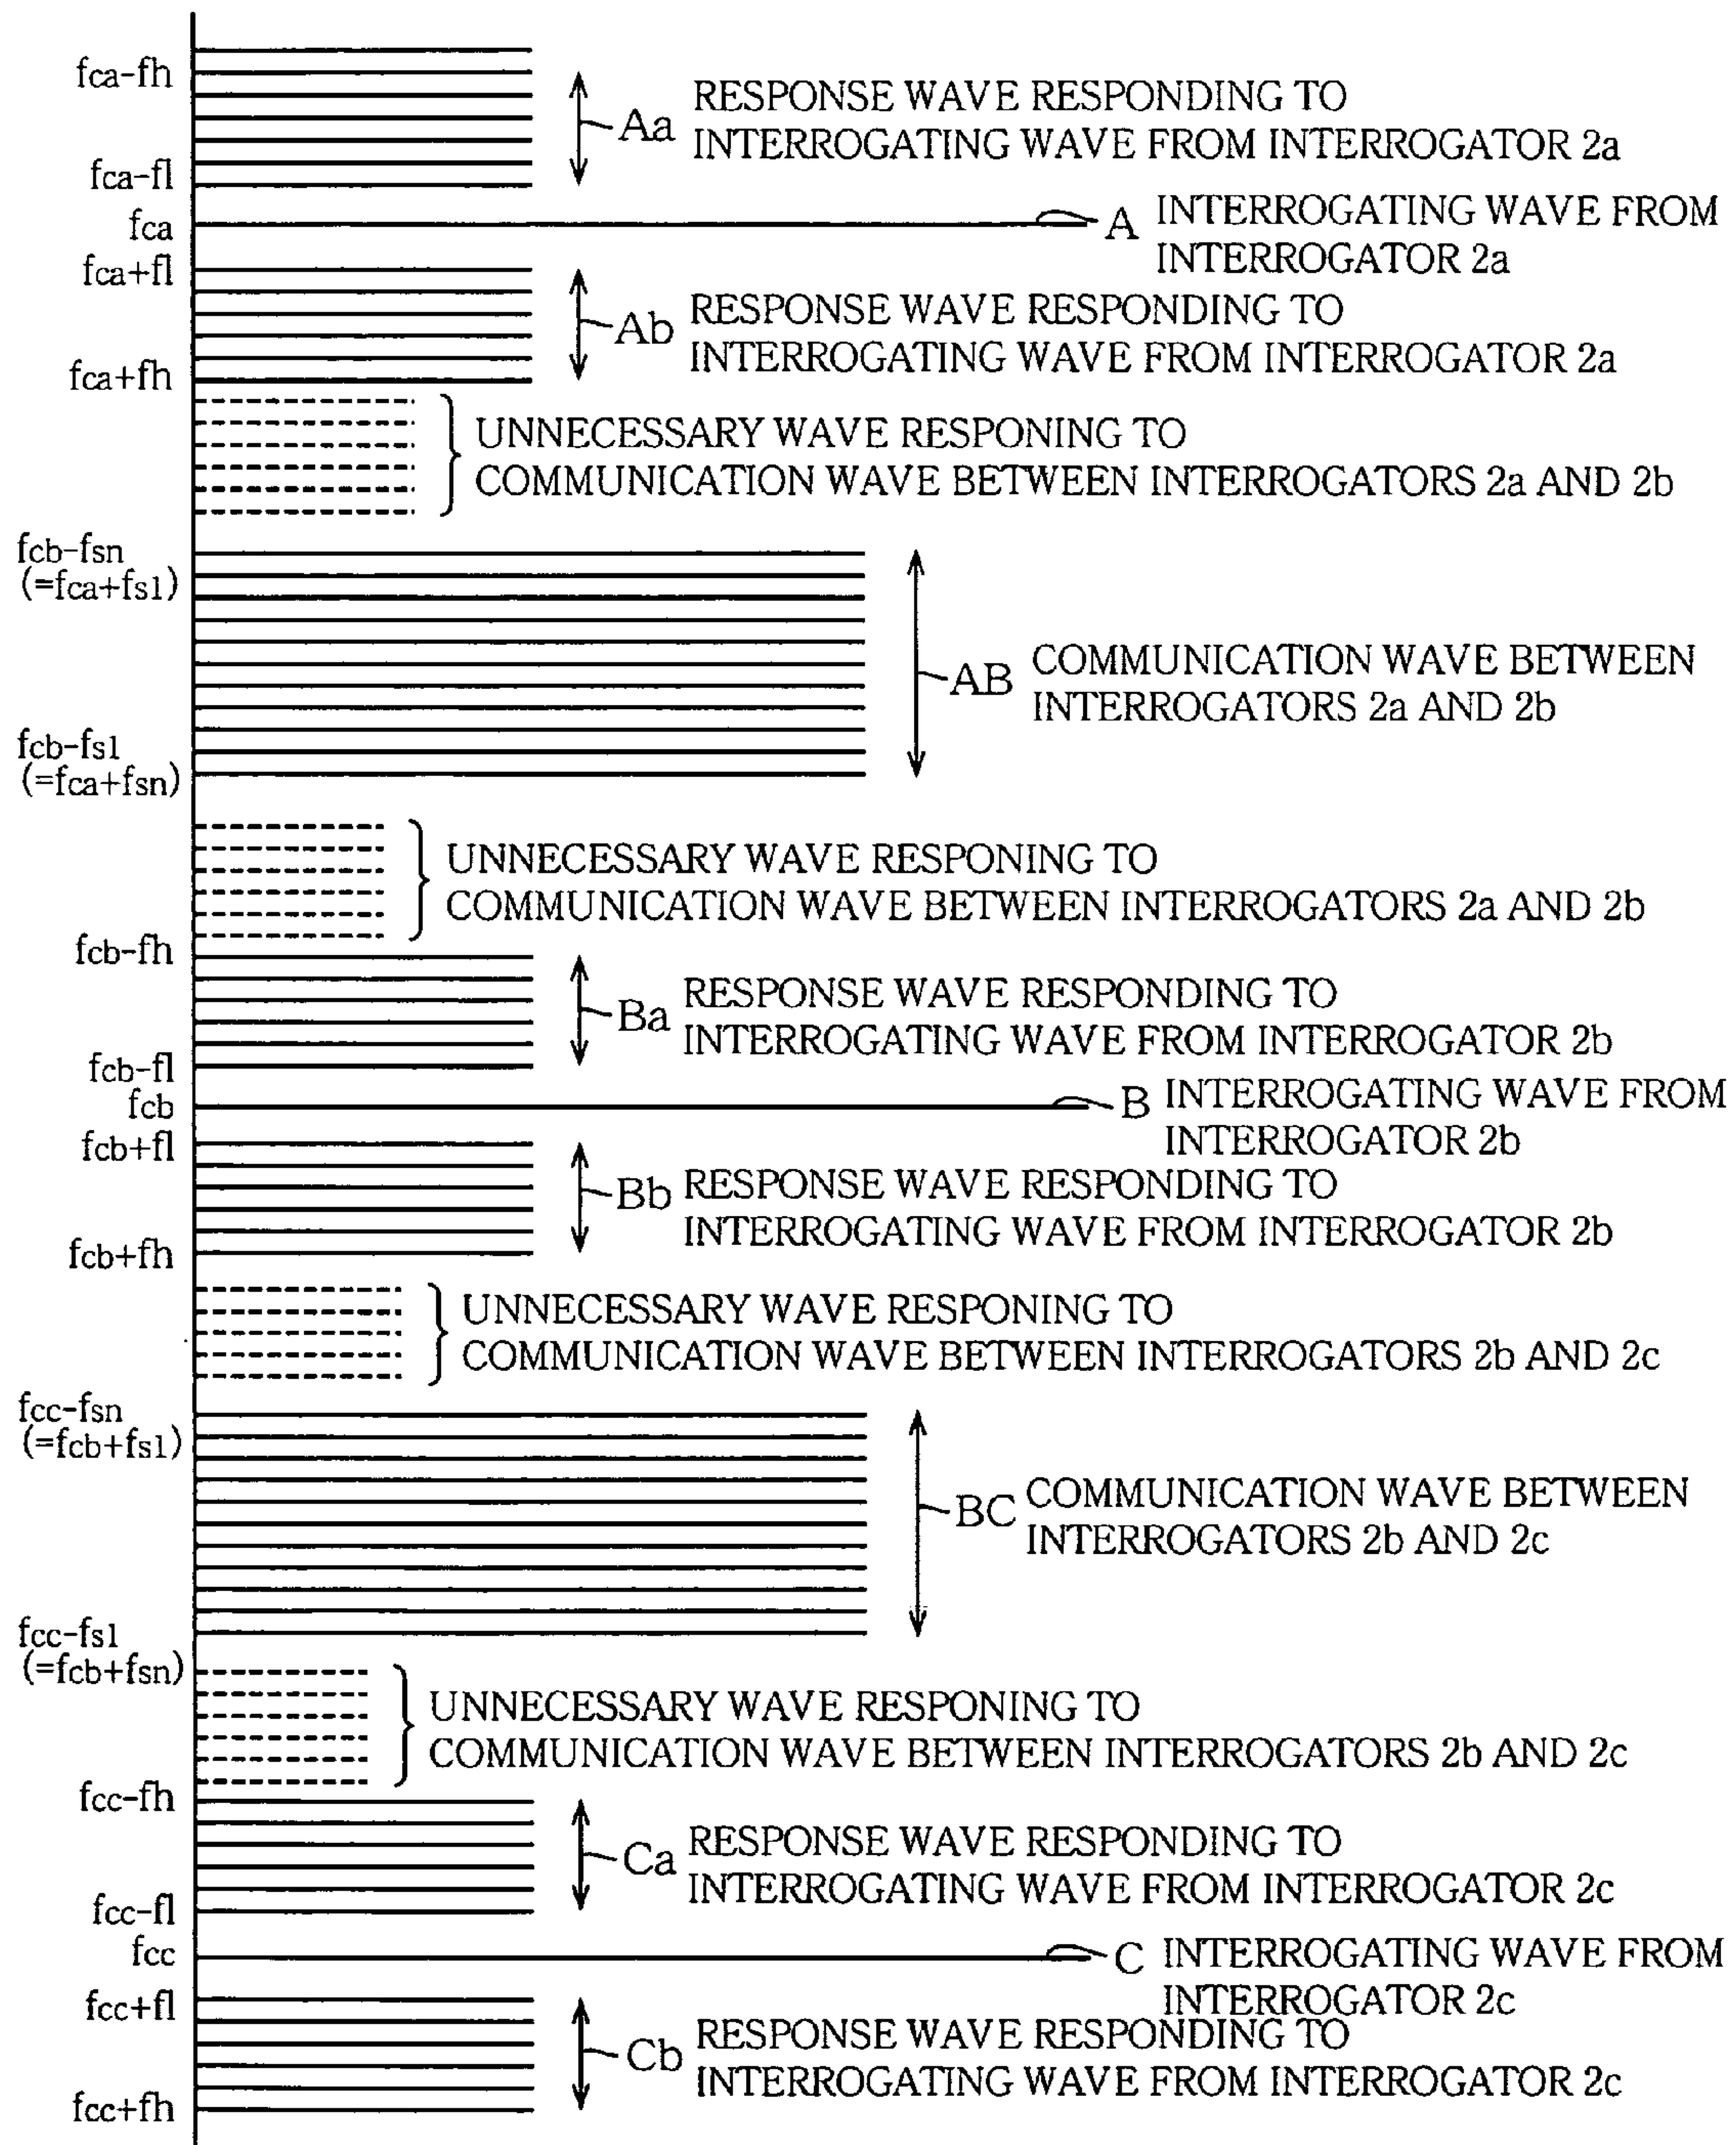 fca-fh
RESPONSE WAVE RESPONDING TO
Aa
INTERROGATING WAVE FROM INTERROGATOR 2a
fca-fl
fca
A
INTERROGATING WAVE FROM
INTERROGATOR 2a
fca+fl
Ab
RESPONSE WAVE RESPONDING TO
INTERROGATING WAVE FROM INTERROGATOR 2a
fca+fh
UNNECESSARY WAVE RESPONING TO
COMMUNICATION WAVE BETWEEN INTERROGATORS 2a AND 2b
fcb-fsn
(=fca+fs1)
AB
COMMUNICATION WAVE BETWEEN
INTERROGATORS 2a AND 2b
fcb-fs1
(=fca+fsn)
UNNECESSARY WAVE RESPONING TO
COMMUNICATION WAVE BETWEEN INTERROGATORS 2a AND 2b
fcb-fh
Ba
RESPONSE WAVE RESPONDING TO
INTERROGATING WAVE FROM INTERROGATOR 2b
fcb-fl
fcb
B
INTERROGATING WAVE FROM
INTERROGATOR 2b
fcb+fl
Bb
RESPONSE WAVE RESPONDING TO
INTERROGATING WAVE FROM INTERROGATOR 2b
fcb+fh
UNNECESSARY WAVE RESPONING TO
COMMUNICATION WAVE BETWEEN INTERROGATORS 2b AND 2c
fcc-fsn
(=fcb+fs1)
BC
COMMUNICATION WAVE BETWEEN
INTERROGATORS 2b AND 2c
fcc-fs1
(=fcb+fsn)
UNNECESSARY WAVE RESPONING TO
COMMUNICATION WAVE BETWEEN INTERROGATORS 2b AND 2c
fcc-fh
Ca
RESPONSE WAVE RESPONDING TO
INTERROGATING WAVE FROM INTERROGATOR 2c
fcc-fl
fcc
C
INTERROGATING WAVE FROM
INTERROGATOR 2c
fcc+fl
Cb
RESPONSE WAVE RESPONDING TO
INTERROGATING WAVE FROM INTERROGATOR 2c
fcc+fh